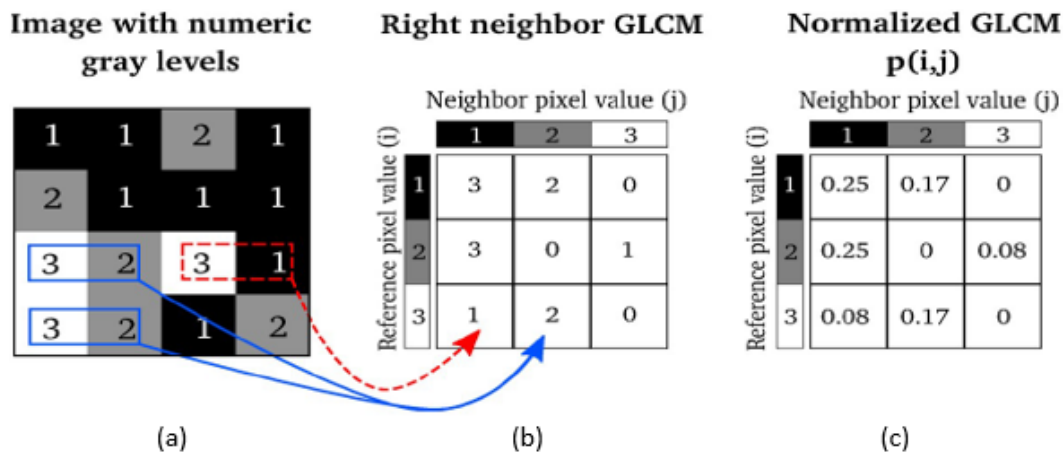 Image with numeric
gray levels
1 1 2 1
2 1 1 1
3 2 3 1
3 2 1 2
(a)
Right neighbor GLCM
Neighbor pixel value (j)
Reference pixel value (i)
1 2 3
1 3 2 0
2 3 0 1
3 1 2 0
(b)
Normalized GLCM
p(i,j)
Neighbor pixel value (j)
Reference pixel value (i)
1 2 3
1 0.25 0.17 0
2 0.25 0 0.08
3 0.08 0.17 0
(c)